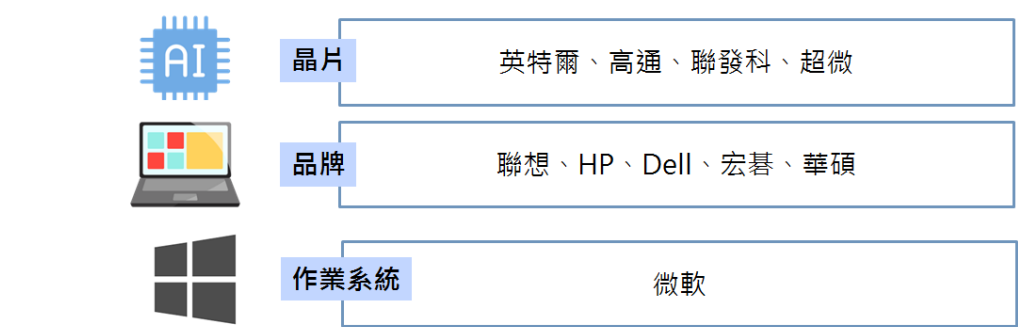 AI
晶片
英特爾、高通、聯發科、超微
品牌
聯想、HP、Dell、宏碁、華碩
作業系統
微軟